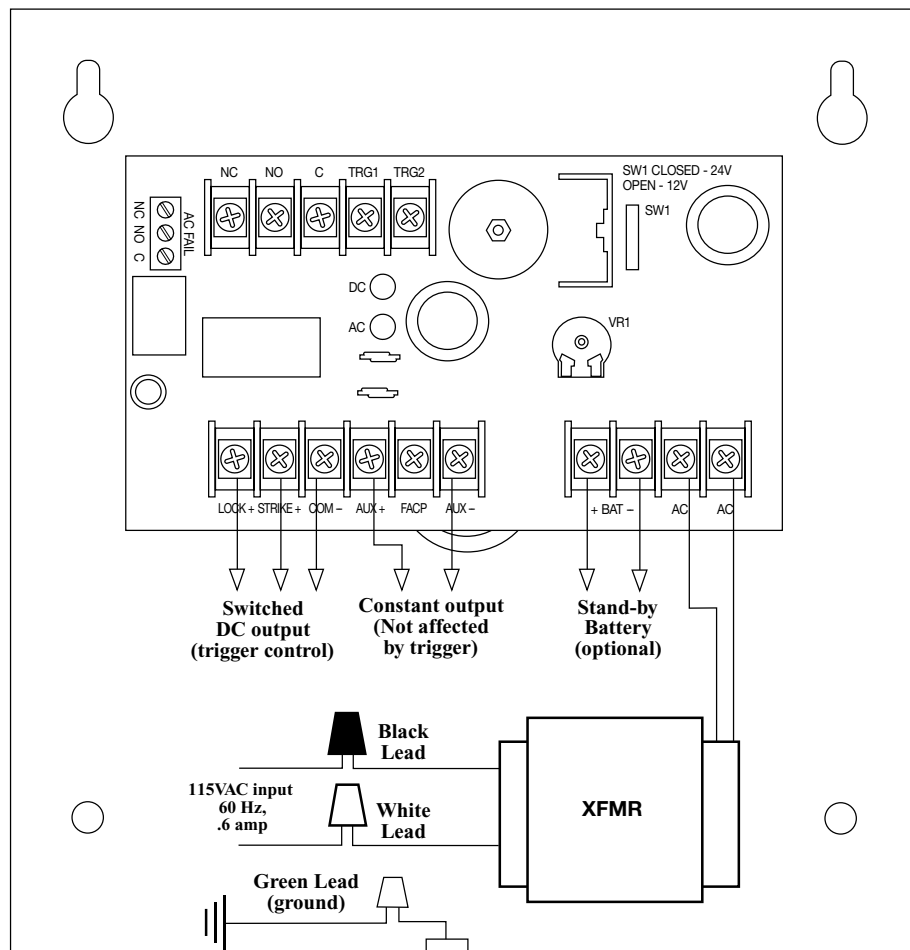 NC NO C TRG1 TRG2
SW1 CLOSED - 24V
OPEN - 12V
SW1
NC NO C
AC FAIL
DC
AC
VR1
LOCK + STRIKE + COM – AUX + FACP AUX –
+ BAT – AC AC
Switched
DC output
(trigger control)
Constant output
(Not affected
by trigger)
Stand-by
Battery
(optional)
Black
Lead
115VAC input
60 Hz,
.6 amp
White
Lead
XFMR
Green Lead
(ground)